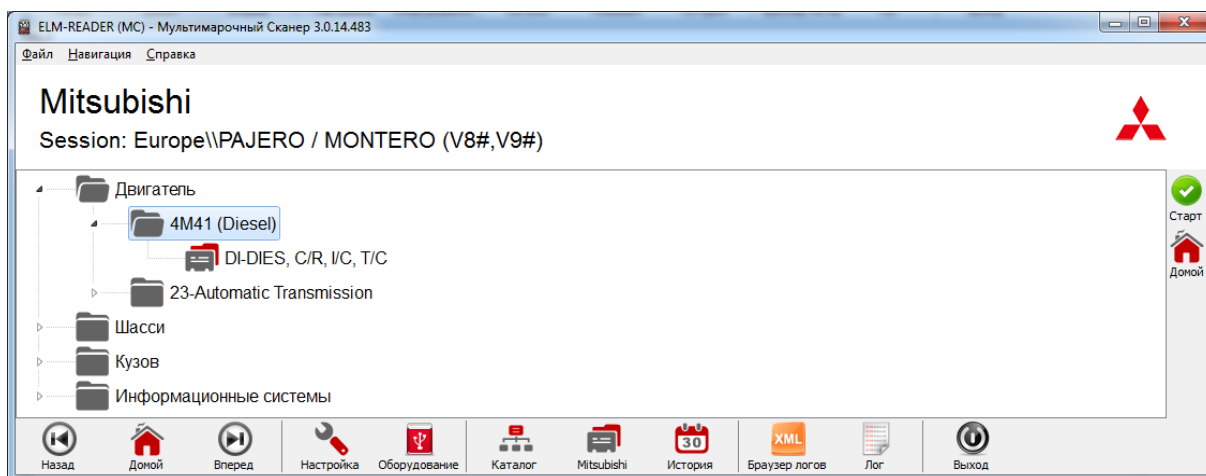 ELM-READER (MC) - Мультимарочный Сканер 3.0.14.483
Файл Навигация Справка
Mitsubishi
Session: Europe\\PAJERO / MONTERO (V8#,V9#)
Двигатель
4M41 (Diesel)
DI-DIES, C/R, I/C, T/C
23-Automatic Transmission
Шасси
Кузов
Информационные системы
Старт
Домой
30
XML
Назад Домой Вперед Настройка Оборудование Каталог Mitsubishi История Браузер логов Лог Выход